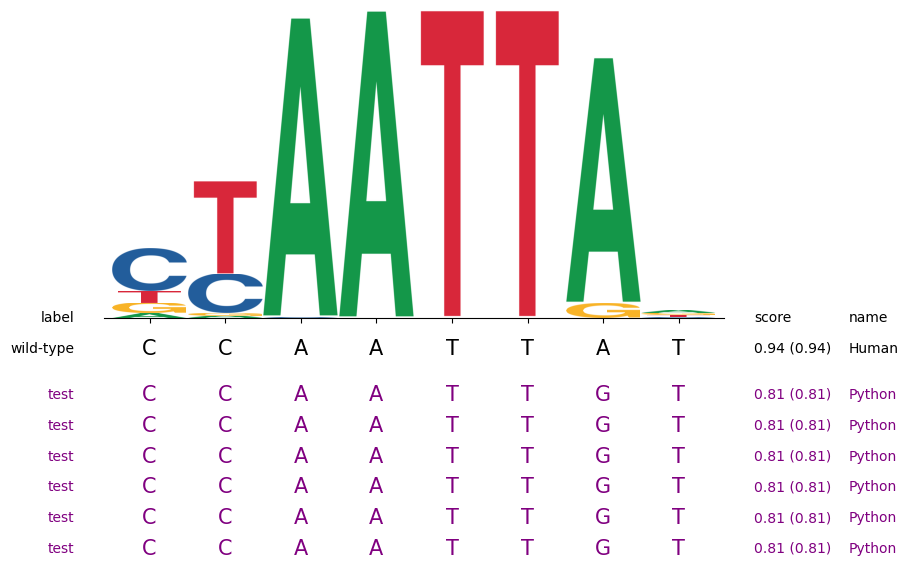 C T G A
T C G A
A
A
T
T
A G
A G T
label score name
wild-type C C A A T T A T 0.94 (0.94) Human
test C C A A T T G T 0.81 (0.81) Python
test C C A A T T G T 0.81 (0.81) Python
test C C A A T T G T 0.81 (0.81) Python
test C C A A T T G T 0.81 (0.81) Python
test C C A A T T G T 0.81 (0.81) Python
test C C A A T T G T 0.81 (0.81) Python